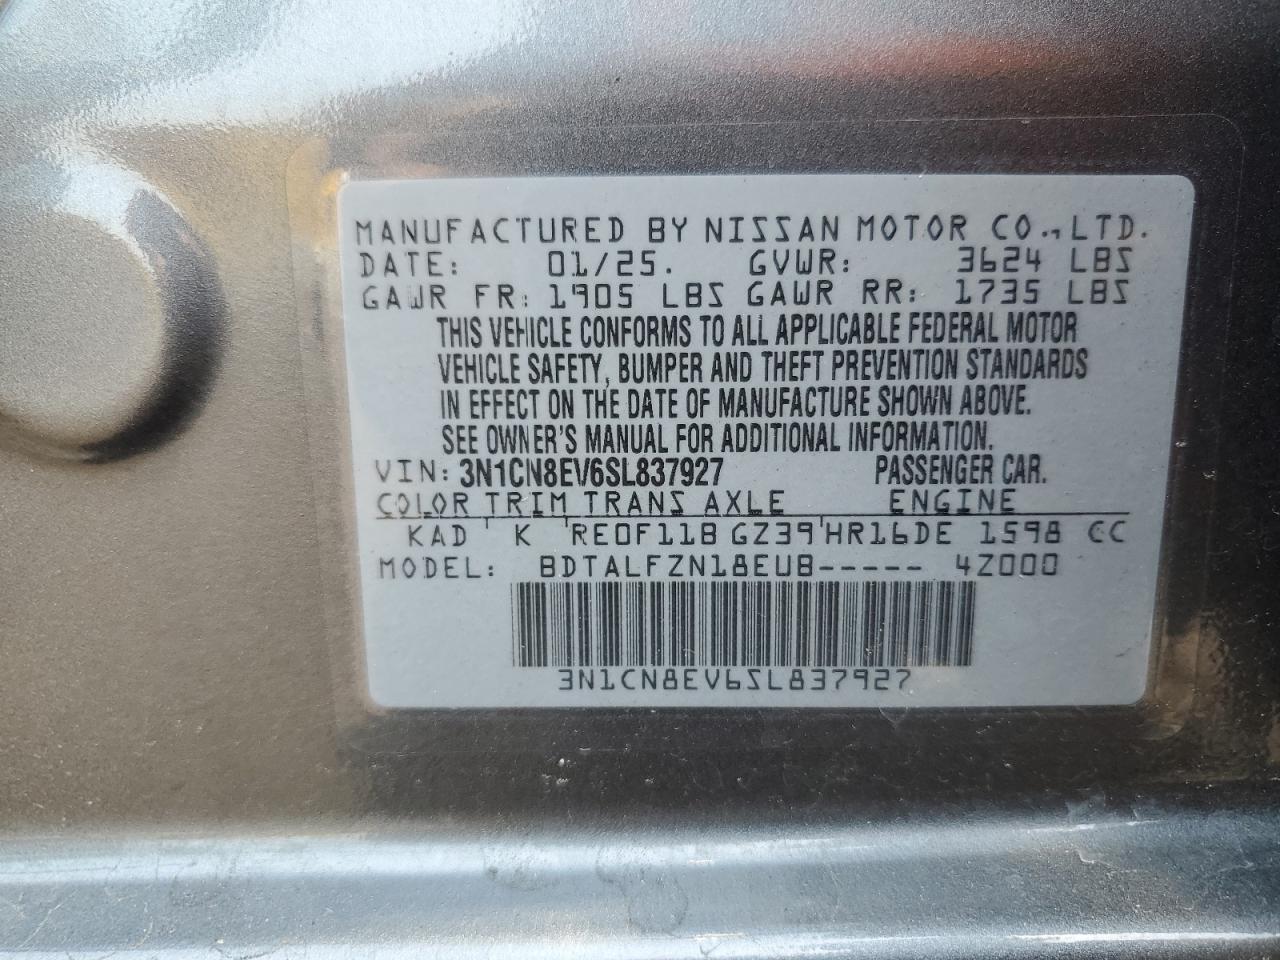 MANUFACTURED BY NISSAN MOTOR CO., LTD.
DATE: 01/25. GVWR: 3624 LBS
GAWR FR: 1905 LBS GAWR RR: 1735 LBS
THIS VEHICLE CONFORMS TO ALL APPLICABLE FEDERAL MOTOR
VEHICLE SAFETY, BUMPER AND THEFT PREVENTION STANDARDS
IN EFFECT ON THE DATE OF MANUFACTURE SHOWN ABOVE.
SEE OWNER'S MANUAL FOR ADDITIONAL INFORMATION.
VIN: 3N1CN8EV6SL837927 PASSENGER CAR.
COLOR TRIM TRANS AXLE ENGINE
KAD K RE0F11B GZ39 HR16DE 1598 CC
MODEL: BDTALFZN18EUB----- 4Z000
3N1CN8EV6SL837927